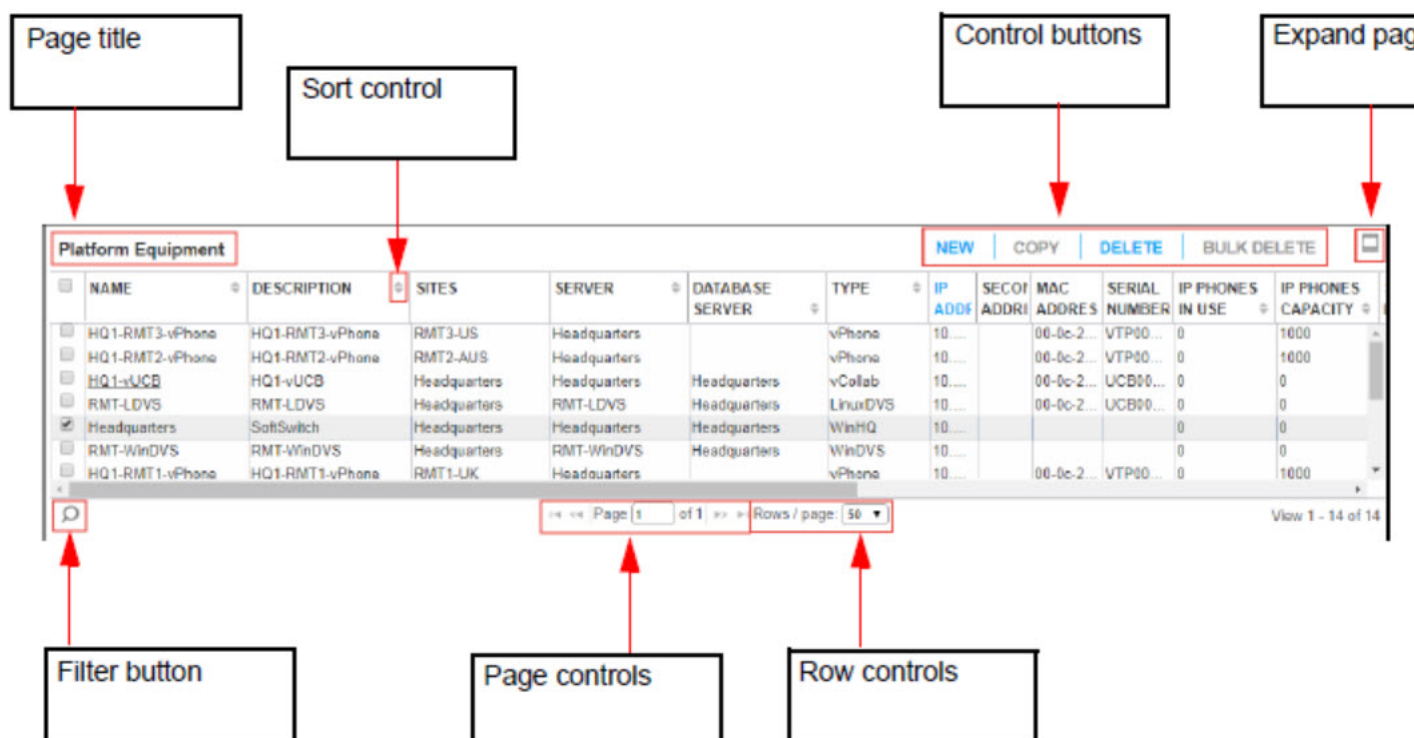 Page title
Control buttons
Expand pag
Sort control
Platform Equipment
NEW COPY DELETE BULK DELETE
NAME DESCRIPTION SITES SERVER DATABASE SERVER TYPE IP ADDF SECOI ADDRI MAC ADDRES SERIAL NUMBER IP PHONES IN USE IP PHONES CAPACITY
HQ1-RMT3-vPhone HQ1-RMT3-vPhone RMT3-US Headquarters vPhone 10.... 00-0c-2... VTP00... 0 1000
HQ1-RMT2-vPhone HQ1-RMT2-vPhone RMT2-AUS Headquarters vPhone 10.... 00-0c-2... VTP00... 0 1000
HQ1-vUCB HQ1-vUCB Headquarters Headquarters Headquarters vCollab 10.... 00-0c-2... UCB00... 0 0
RMT-LDVS RMT-LDVS Headquarters RMT-LDVS Headquarters LinuxDVS 10.... 00-0c-2... UCB00... 0 0
Headquarters SoftSwitch Headquarters Headquarters Headquarters WinHQ 10.... 0 0
RMT-WinDVS RMT-WinDVS Headquarters RMT-WinDVS Headquarters WinDVS 10.... 0 0
HQ1-RMT1-vPhone HQ1-RMT1-vPhone RMT1-UK Headquarters vPhone 10.... 00-0c-2... VTP00... 0 1000
Page 1 of 1 Rows / page: 50 View 1 - 14 of 14
Filter button
Page controls
Row controls